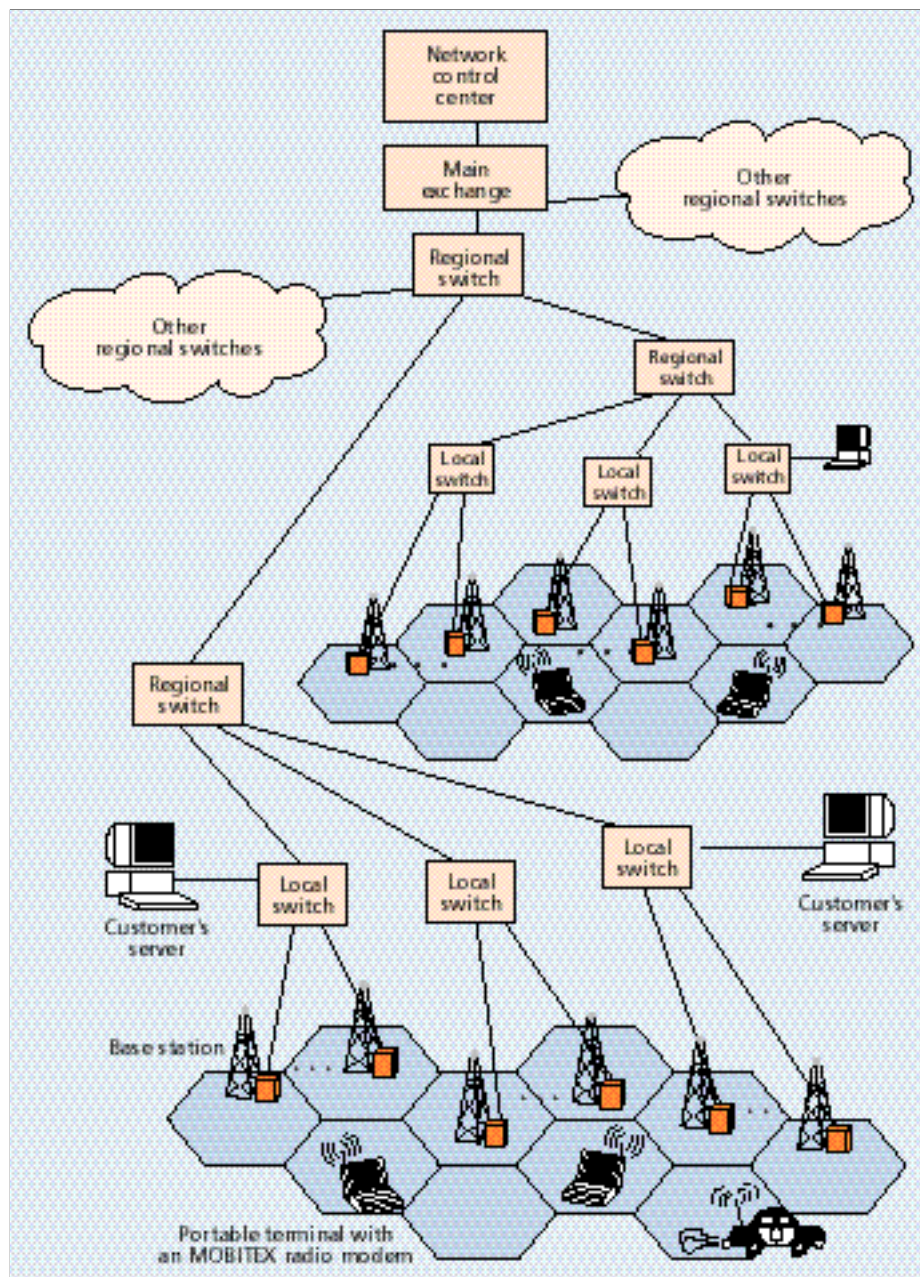 Network
control
center
Main
exchange
Other
regional switches
Regional
switch
Other
regional switches
Regional
switch
Local
switch
Local
switch
Local
switch
Regional
switch
Local
switch
Customer's
server
Local
switch
Local
switch
Customer's
server
Base station
Portable terminal with
an MOBITEX radio modem